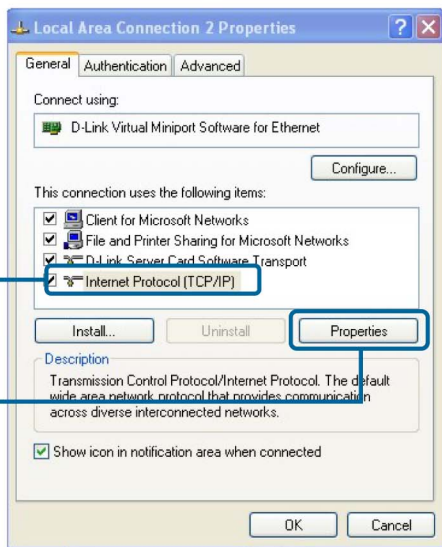 Local Area Connection 2 Properties
General Authentication Advanced
Connect using:
D-Link Virtual Miniport Software for Ethernet
Configure...
This connection uses the following items:
Client for Microsoft Networks
File and Printer Sharing for Microsoft Networks
D-Link Server Card Software Transport
Internet Protocol (TCP/IP)
Install... Uninstall Properties
Description
Transmission Control Protocol/Internet Protocol. The default
wide area network protocol that provides communication
across diverse interconnected networks.
Show icon in notification area when connected
OK Cancel